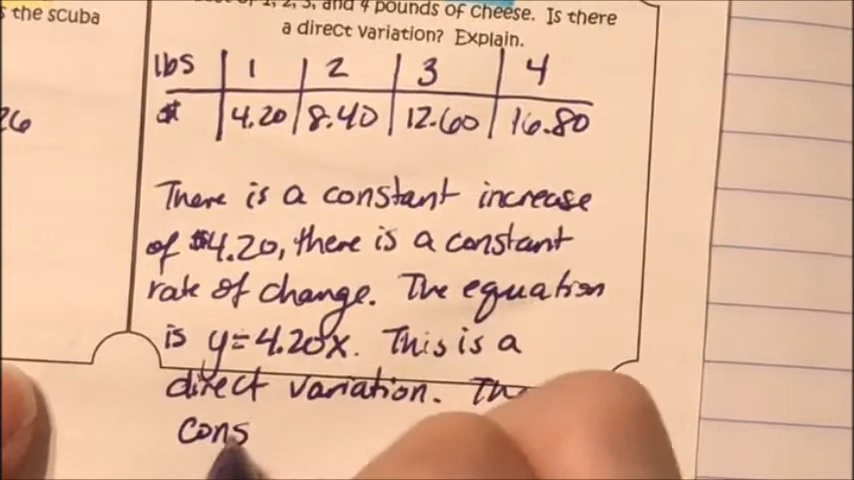 s the scuba
1, 2, 3, and 4 pounds of cheese. Is there
a direct variation? Explain.
lbs 1 2 3 4
$ 4.20 8.40 12.60 16.80
26
There is a constant increase
of $4.20, there is a constant
rate of change. The equation
is y=4.20x. This is a
direct variation. The
cons